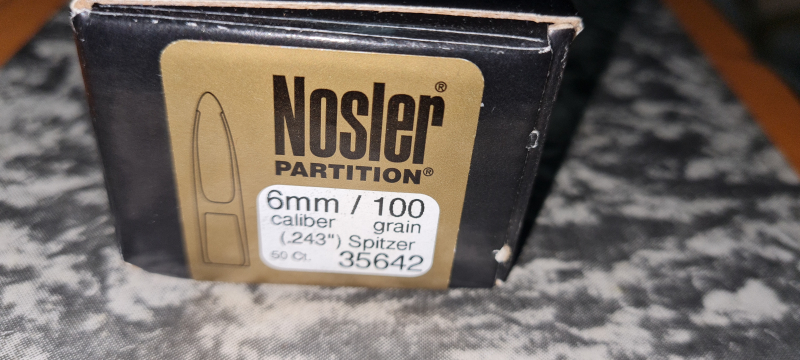 Nosler®
PARTITION®
6mm / 100
caliber grain
(.243") Spitzer
50 Ct. 35642